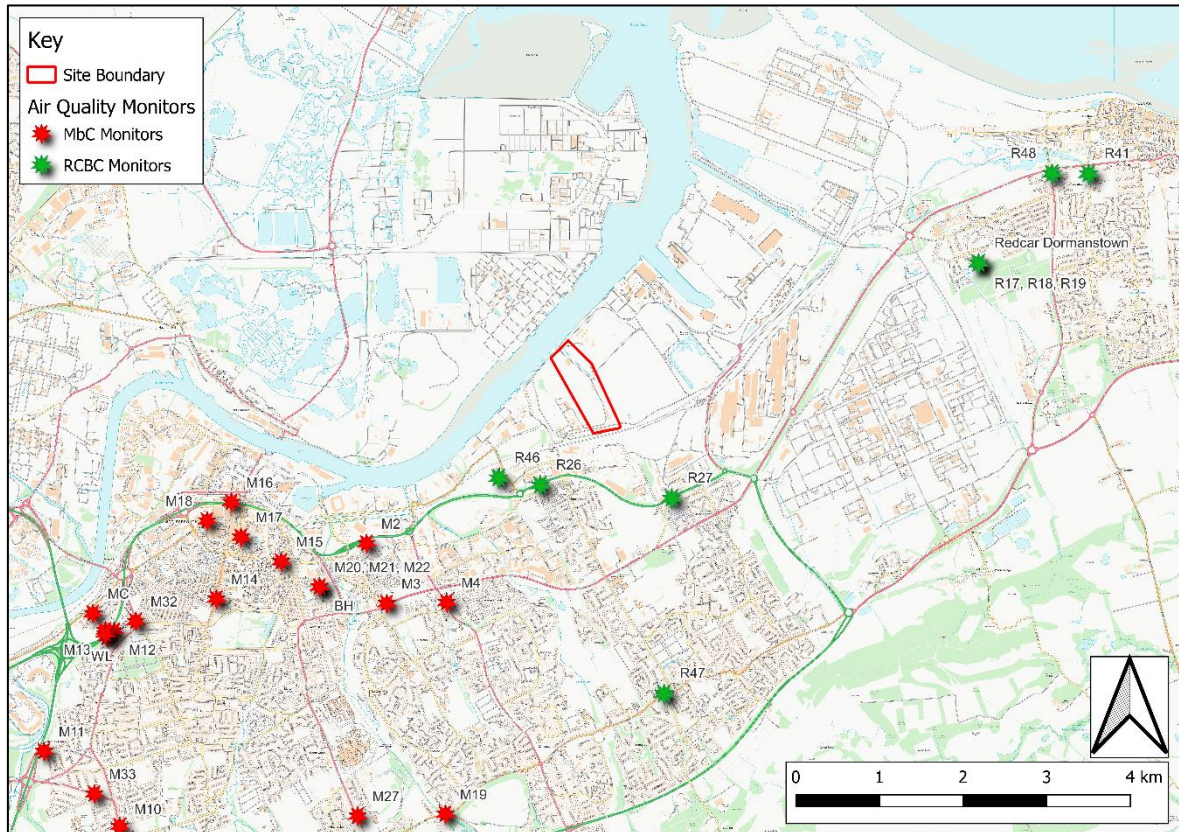 Key
Site Boundary
Air Quality Monitors
MbC Monitors
RCBC Monitors
R48
R41
Redcar Dormanstown
R17, R18, R19
R46
R26
R27
M16
M18
M17
M2
M15
M20, M21, M22
M14
M3
M4
MC
M32
BH
M13
WL
M12
R47
M11
M33
M10
M27
M19
0 1 2 3 4 km